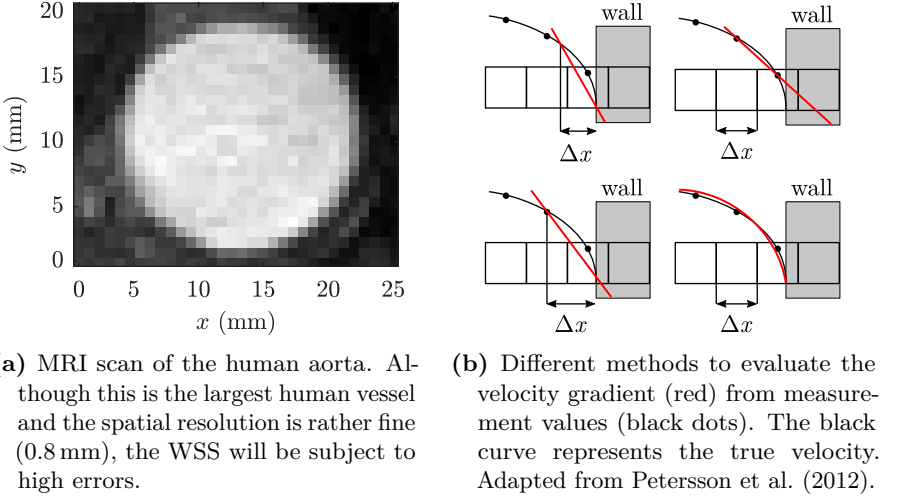 20
15
10
5
0
y (mm)
0 5 10 15 20 25
x (mm)
wall
Δx
wall
Δx
wall
Δx
wall
Δx
a) MRI scan of the human aorta. Al-
though this is the largest human vessel
and the spatial resolution is rather fine
(0.8 mm), the WSS will be subject to
high errors.
(b) Different methods to evaluate the
velocity gradient (red) from measure-
ment values (black dots). The black
curve represents the true velocity.
Adapted from Petersson et al. (2012).